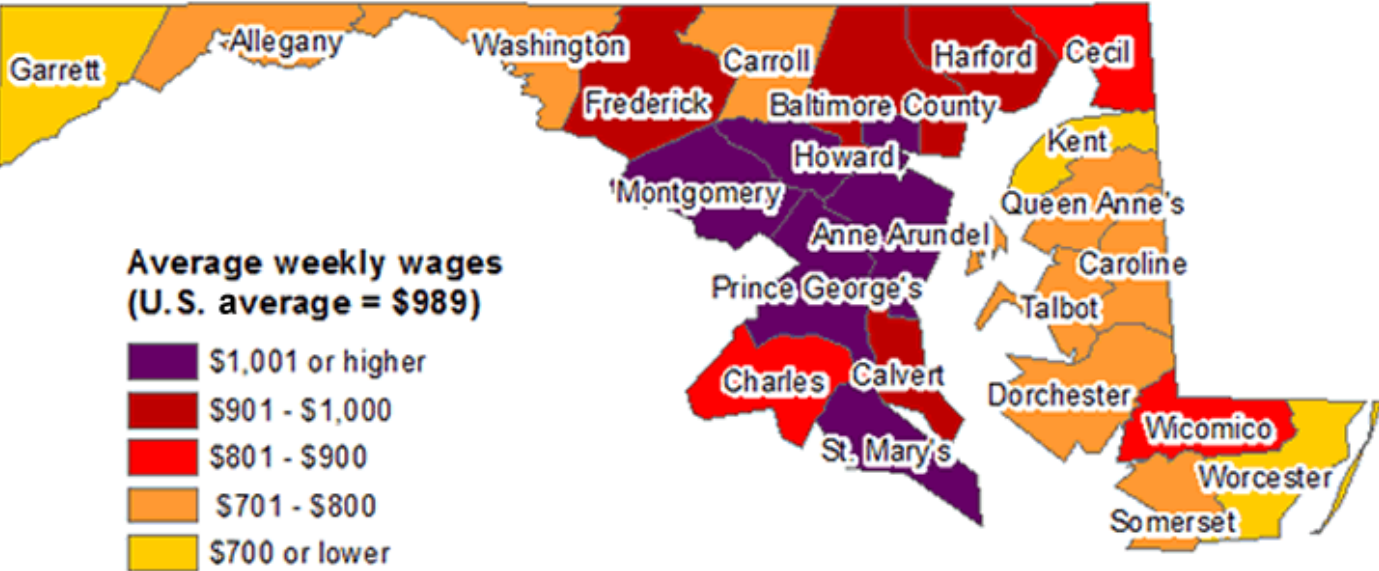 Garrett
Allegany
Washington
Frederick
Carroll
Baltimore County
Harford
Cecil
Kent
Howard
Montgomery
Queen Anne's
Anne Arundel
Caroline
Prince George's
Talbot
Charles
Calvert
Dorchester
St. Mary's
Wicomico
Worcester
Somerset
Average weekly wages
(U.S. average = $989)
$1,001 or higher
$901 - $1,000
$801 - $900
$701 - $800
$700 or lower